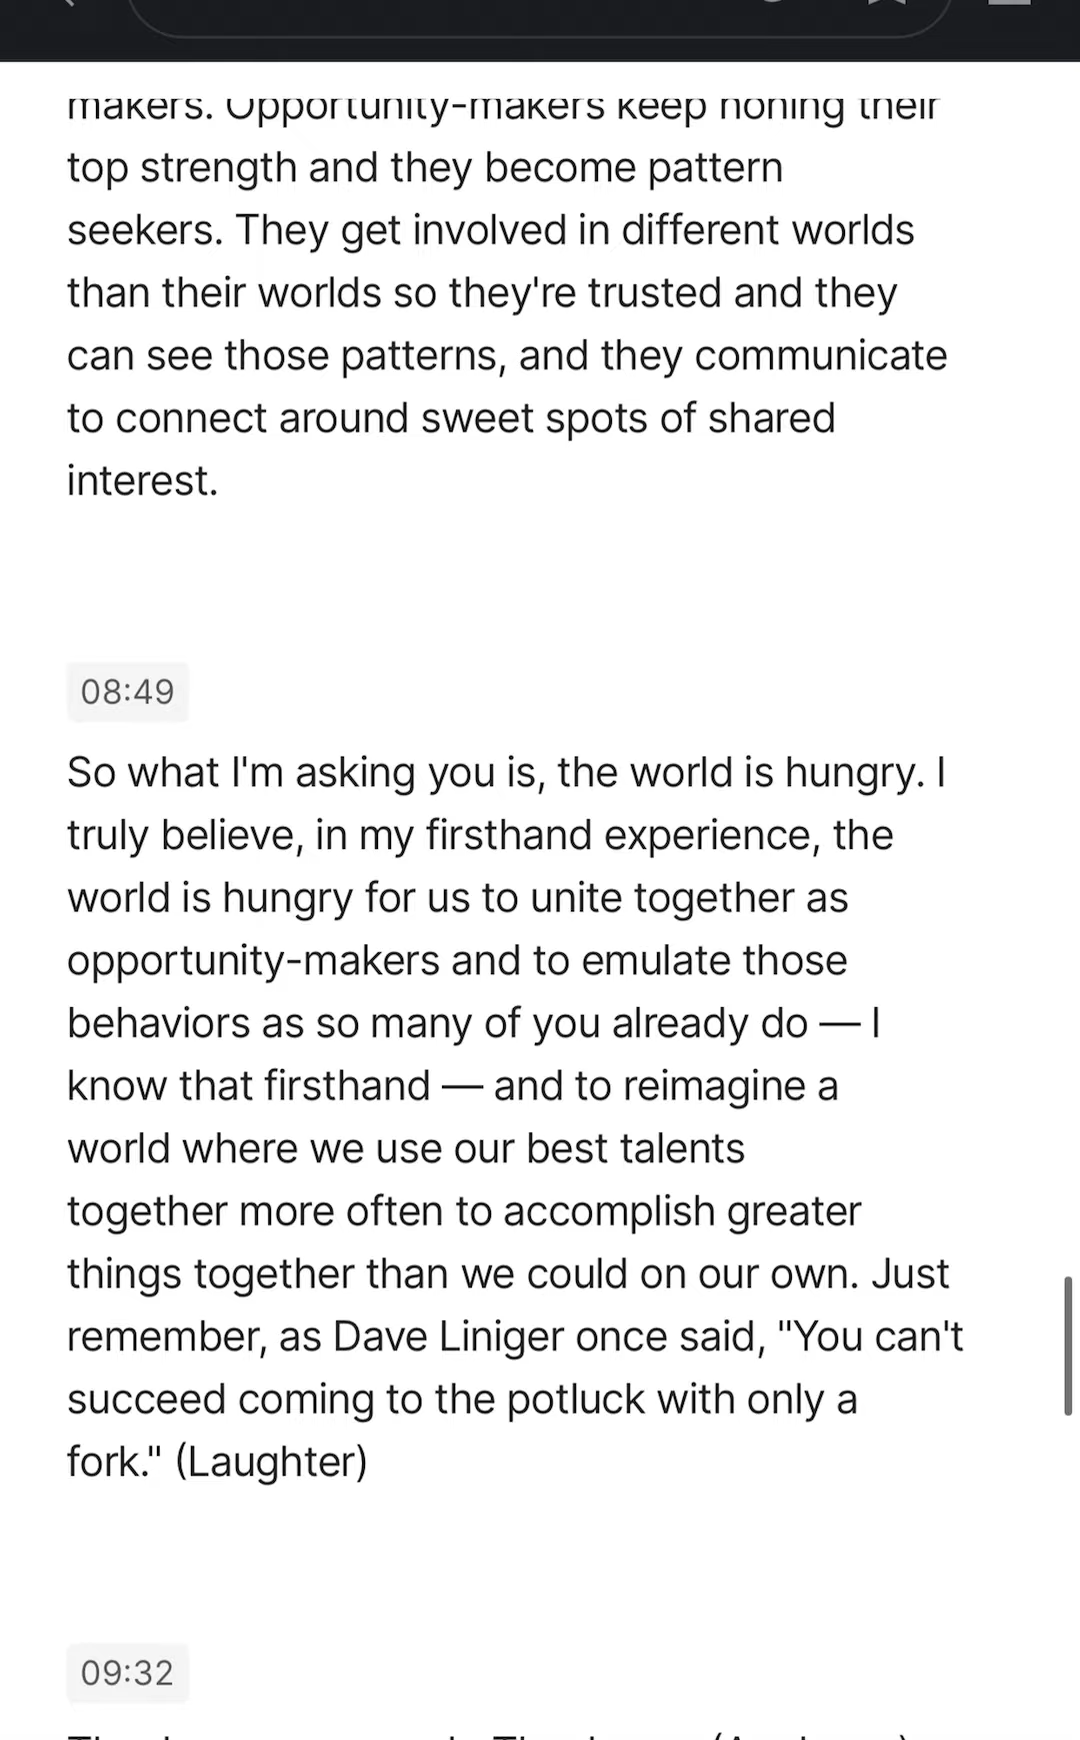 makers. Opportunity-makers keep honing their
top strength and they become pattern
seekers. They get involved in different worlds
than their worlds so they're trusted and they
can see those patterns, and they communicate
to connect around sweet spots of shared
interest.
08:49
So what I'm asking you is, the world is hungry. I
truly believe, in my firsthand experience, the
world is hungry for us to unite together as
opportunity-makers and to emulate those
behaviors as so many of you already do — I
know that firsthand — and to reimagine a
world where we use our best talents
together more often to accomplish greater
things together than we could on our own. Just
remember, as Dave Liniger once said, "You can't
succeed coming to the potluck with only a
fork." (Laughter)
09:32